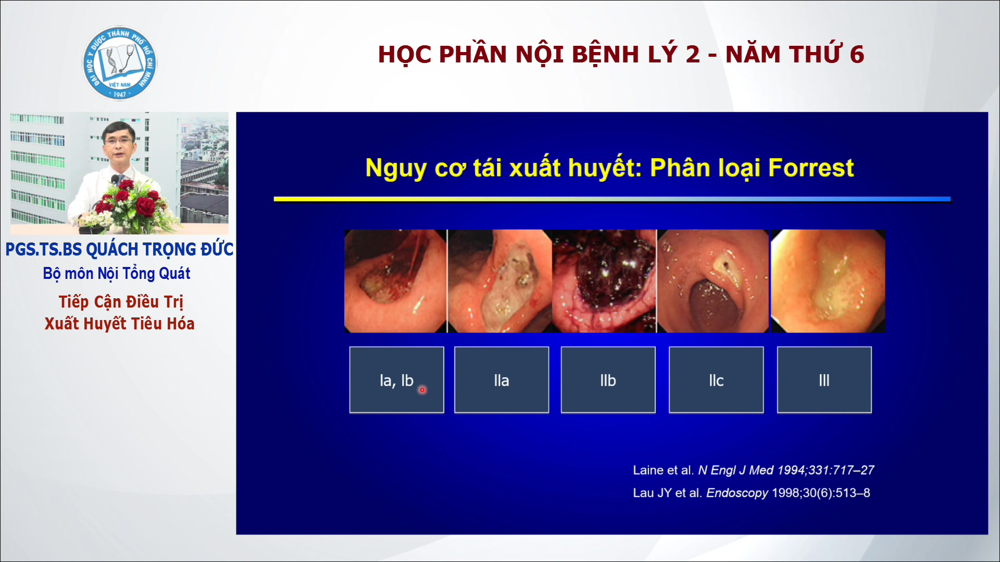 ĐẠI HỌC Y DƯỢC THÀNH PHỐ HỒ CHÍ MINH
VIỆT NAM
1947
HỌC PHẦN NỘI BỆNH LÝ 2 - NĂM THỨ 6
PGS.TS.BS QUÁCH TRỌNG ĐỨC
Bộ môn Nội Tổng Quát
Tiếp Cận Điều Trị
Xuất Huyết Tiêu Hóa
Nguy cơ tái xuất huyết: Phân loại Forrest
Ia, Ib
IIa
IIb
IIc
III
Laine et al. N Engl J Med 1994;331:717–27
Lau JY et al. Endoscopy 1998;30(6):513–8